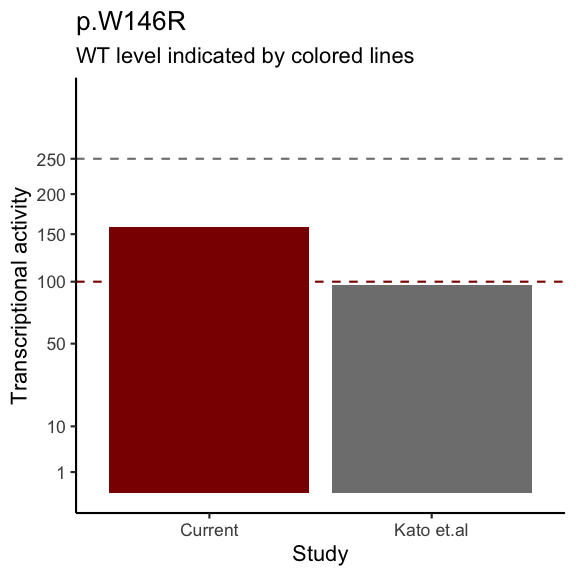 p.W146R
WT level indicated by colored lines
Transcriptional activity
250
200
150
100
50
10
1
Current
Kato et.al
Study